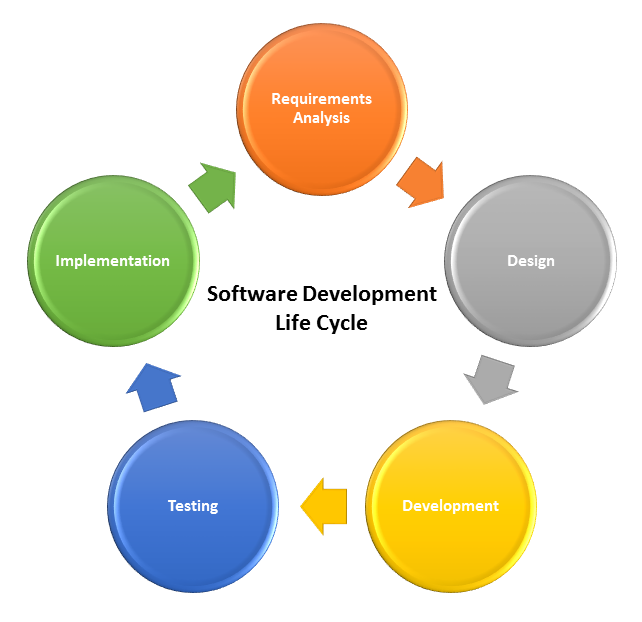 Requirements
Analysis
Implementation
Design
Software Development
Life Cycle
Testing
Development